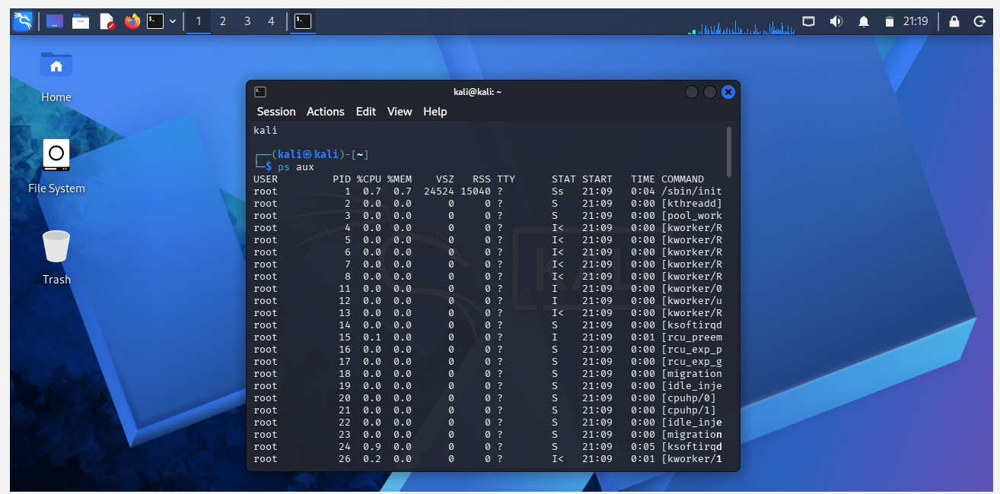 1 2 3 4 21:19
Home
File System
Trash
kali@kali: ~
Session Actions Edit View Help
kali
┌──(kali㉿kali)-[~]
└─$ ps aux
USER PID %CPU %MEM VSZ RSS TTY STAT START TIME COMMAND
root 1 0.7 0.7 24524 15040 ? Ss 21:09 0:04 /sbin/init
root 2 0.0 0.0 0 0 ? S 21:09 0:00 [kthreadd]
root 3 0.0 0.0 0 0 ? S 21:09 0:00 [pool_work
root 4 0.0 0.0 0 0 ? I< 21:09 0:00 [kworker/R
root 5 0.0 0.0 0 0 ? I< 21:09 0:00 [kworker/R
root 6 0.0 0.0 0 0 ? I< 21:09 0:00 [kworker/R
root 7 0.0 0.0 0 0 ? I< 21:09 0:00 [kworker/R
root 8 0.0 0.0 0 0 ? I< 21:09 0:00 [kworker/R
root 11 0.0 0.0 0 0 ? I 21:09 0:00 [kworker/0
root 12 0.0 0.0 0 0 ? I 21:09 0:00 [kworker/u
root 13 0.0 0.0 0 0 ? I< 21:09 0:00 [kworker/R
root 14 0.0 0.0 0 0 ? S 21:09 0:00 [ksoftirqd
root 15 0.1 0.0 0 0 ? I 21:09 0:01 [rcu_preem
root 16 0.0 0.0 0 0 ? S 21:09 0:00 [rcu_exp_p
root 17 0.0 0.0 0 0 ? S 21:09 0:00 [rcu_exp_g
root 18 0.0 0.0 0 0 ? S 21:09 0:00 [migration
root 19 0.0 0.0 0 0 ? S 21:09 0:00 [idle_inje
root 20 0.0 0.0 0 0 ? S 21:09 0:00 [cpuhp/0]
root 21 0.0 0.0 0 0 ? S 21:09 0:00 [cpuhp/1]
root 22 0.0 0.0 0 0 ? S 21:09 0:00 [idle_inje
root 23 0.0 0.0 0 0 ? S 21:09 0:00 [migration
root 24 0.9 0.0 0 0 ? S 21:09 0:05 [ksoftirqd
root 26 0.2 0.0 0 0 ? I< 21:09 0:01 [kworker/1